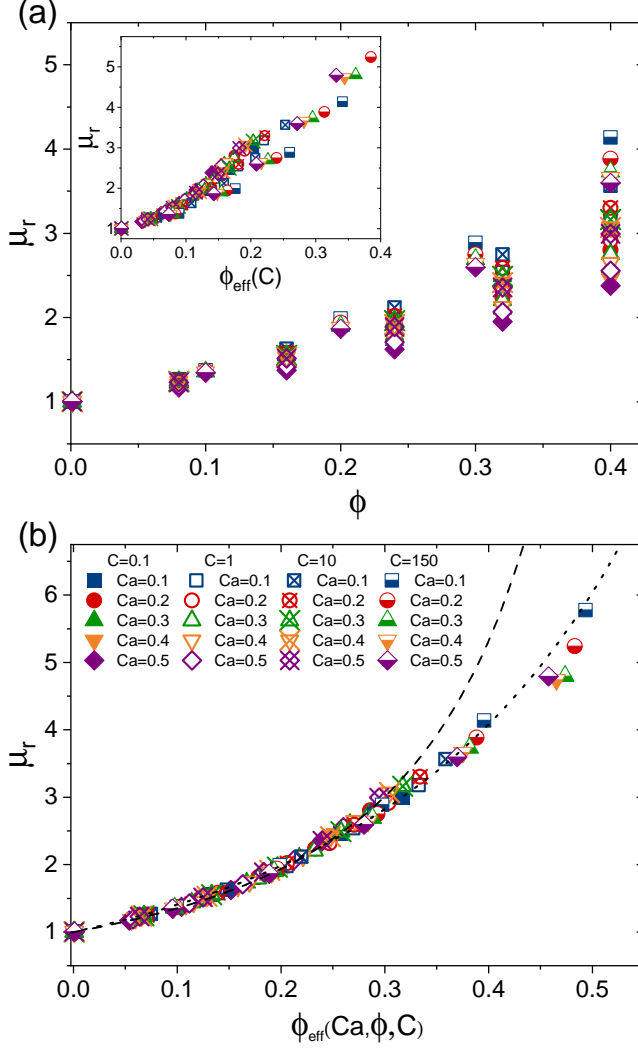 (a)
5
4
3
2
1
μr
0.0 0.1 0.2 0.3 0.4
ϕ
5
4
3
2
1
μr
0.0 0.1 0.2 0.3 0.4
ϕeff(C)
(b)
6
5
4
3
2
1
μr
C=0.1 C=1 C=10 C=150
Ca=0.1 Ca=0.1 Ca=0.1 Ca=0.1
Ca=0.2 Ca=0.2 Ca=0.2 Ca=0.2
Ca=0.3 Ca=0.3 Ca=0.3 Ca=0.3
Ca=0.4 Ca=0.4 Ca=0.4 Ca=0.4
Ca=0.5 Ca=0.5 Ca=0.5 Ca=0.5
0.0 0.1 0.2 0.3 0.4 0.5
ϕeff(Ca,ϕ,C)